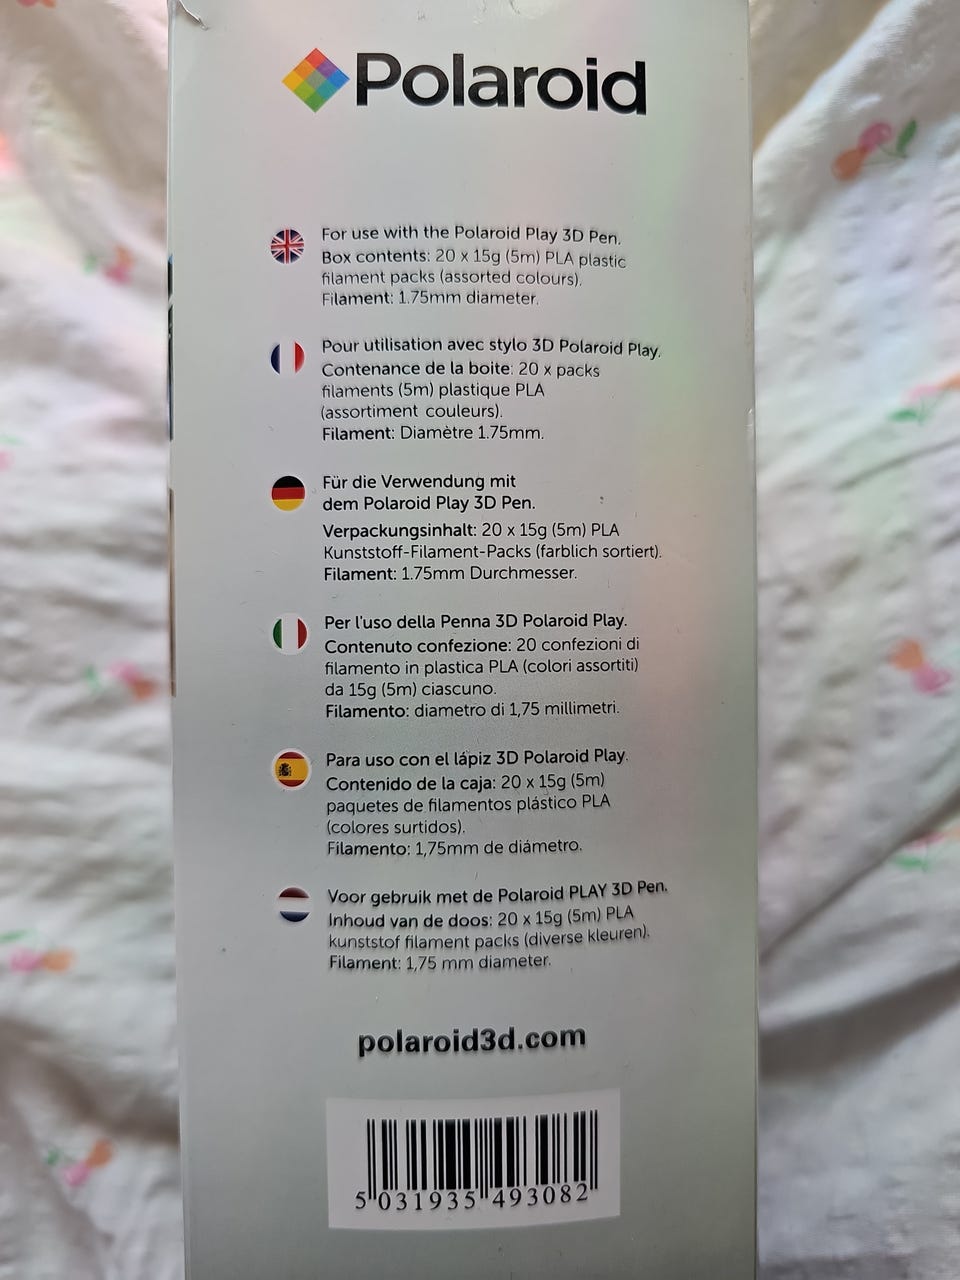 Polaroid
For use with the Polaroid Play 3D Pen.
Box contents: 20 x 15g (5m) PLA plastic
filament packs (assorted colours).
Filament: 1.75mm diameter.
Pour utilisation avec stylo 3D Polaroid Play.
Contenance de la boite: 20 x packs
filaments (5m) plastique PLA
(assortiment couleurs).
Filament: Diamètre 1.75mm.
Für die Verwendung mit
dem Polaroid Play 3D Pen.
Verpackungsinhalt: 20 x 15g (5m) PLA
Kunststoff-Filament-Packs (farblich sortiert).
Filament: 1.75mm Durchmesser.
Per l'uso della Penna 3D Polaroid Play.
Contenuto confezione: 20 confezioni di
filamento in plastica PLA (colori assortiti)
da 15g (5m) ciascuno.
Filamento: diametro di 1,75 millimetri.
Para uso con el lápiz 3D Polaroid Play.
Contenido de la caja: 20 x 15g (5m)
paquetes de filamentos plástico PLA
(colores surtidos).
Filamento: 1,75mm de diámetro.
Voor gebruik met de Polaroid PLAY 3D Pen.
Inhoud van de doos: 20 x 15g (5m) PLA
kunststof filament packs (diverse kleuren).
Filament: 1,75 mm diameter.
polaroid3d.com
5 031935 493082